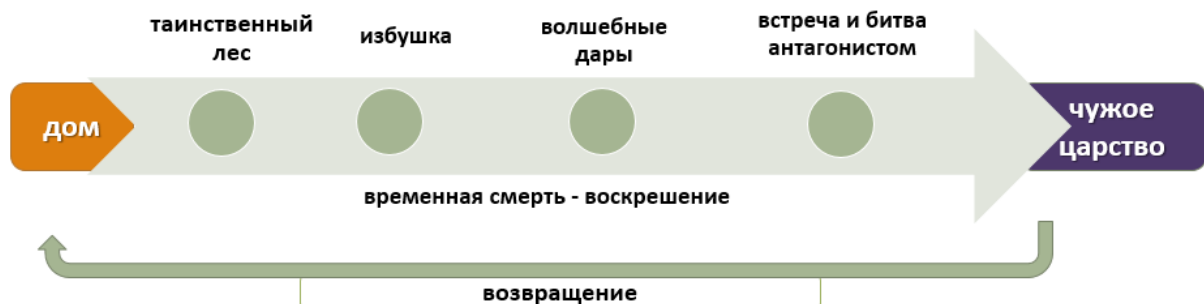 таинственный
лес
избушка
волшебные
дары
встреча и битва
антагонистом
дом
чужое
царство
временная смерть - воскрешение
возвращение